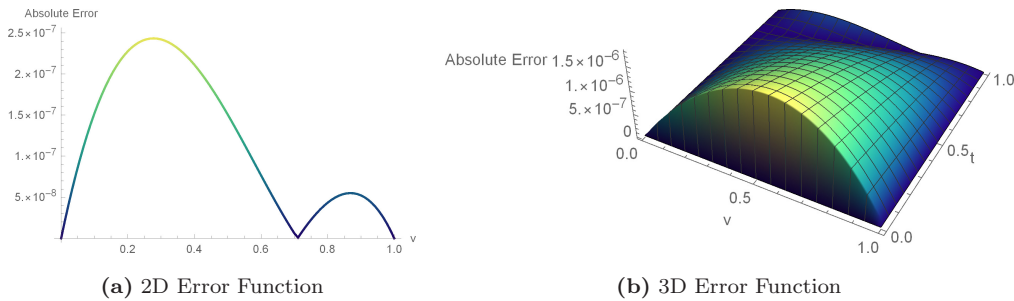 Absolute Error
2.5×10⁻⁷
2.×10⁻⁷
1.5×10⁻⁷
1.×10⁻⁷
5.×10⁻⁸
0.2 0.4 0.6 0.8 1.0 v
(a) 2D Error Function
Absolute Error 1.5×10⁻⁶
1.×10⁻⁶
5.×10⁻⁷
0
0.0
0.5
v
1.0
0.0
0.5
t
1.0
(b) 3D Error Function